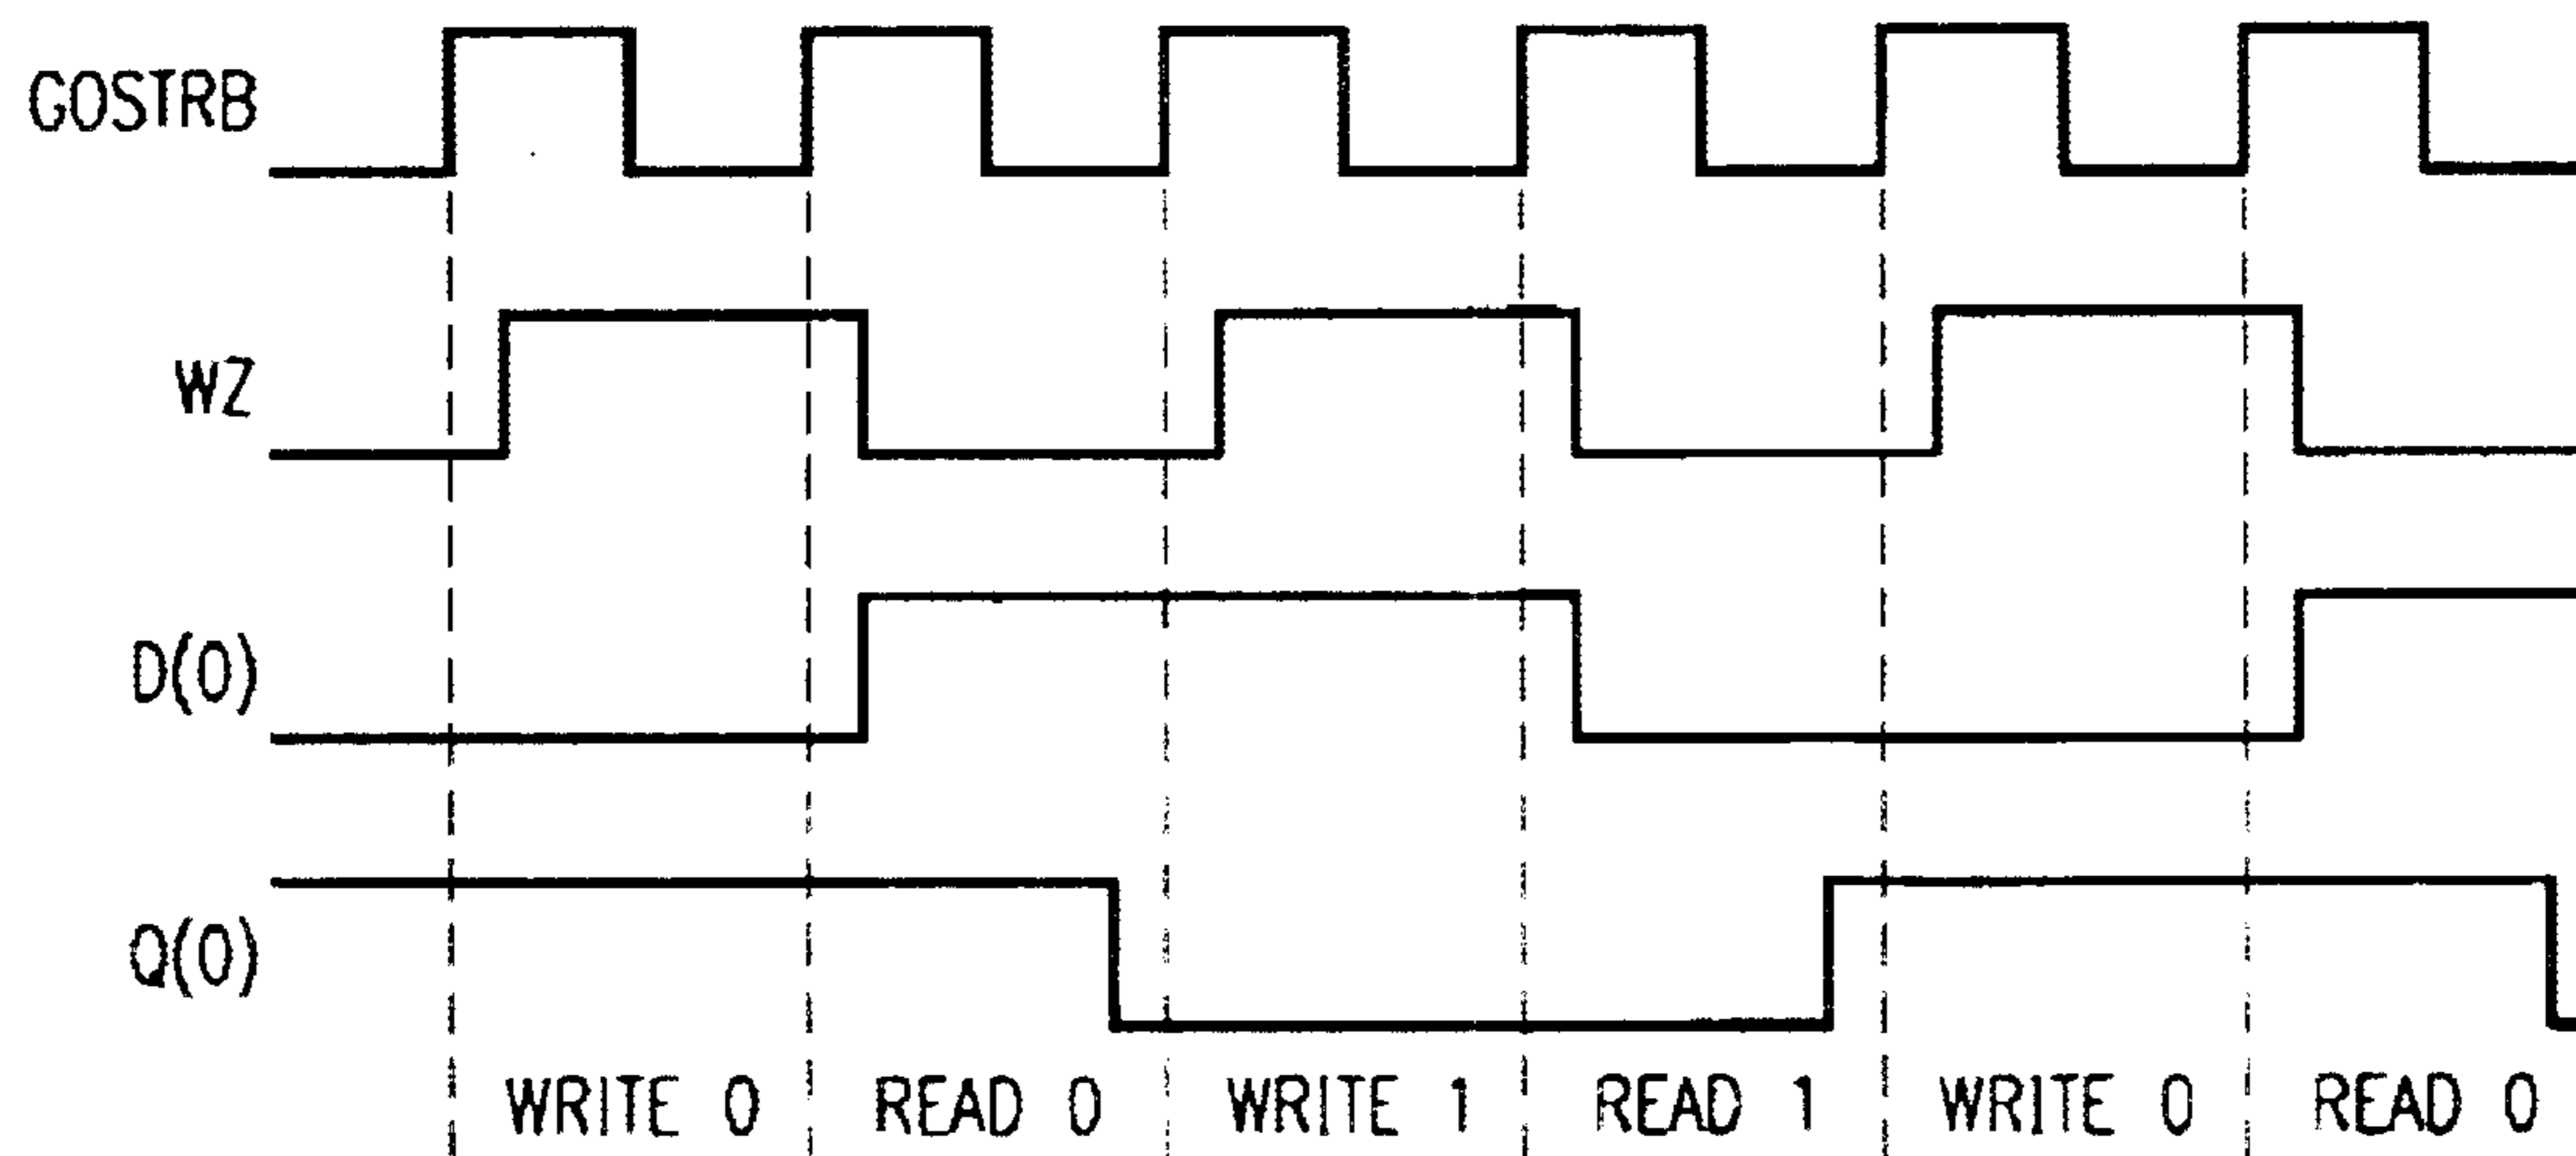 GOSTRB
WZ
D(0)
Q(0)
WRITE 0 READ 0 WRITE 1 READ 1 WRITE 0 READ 0